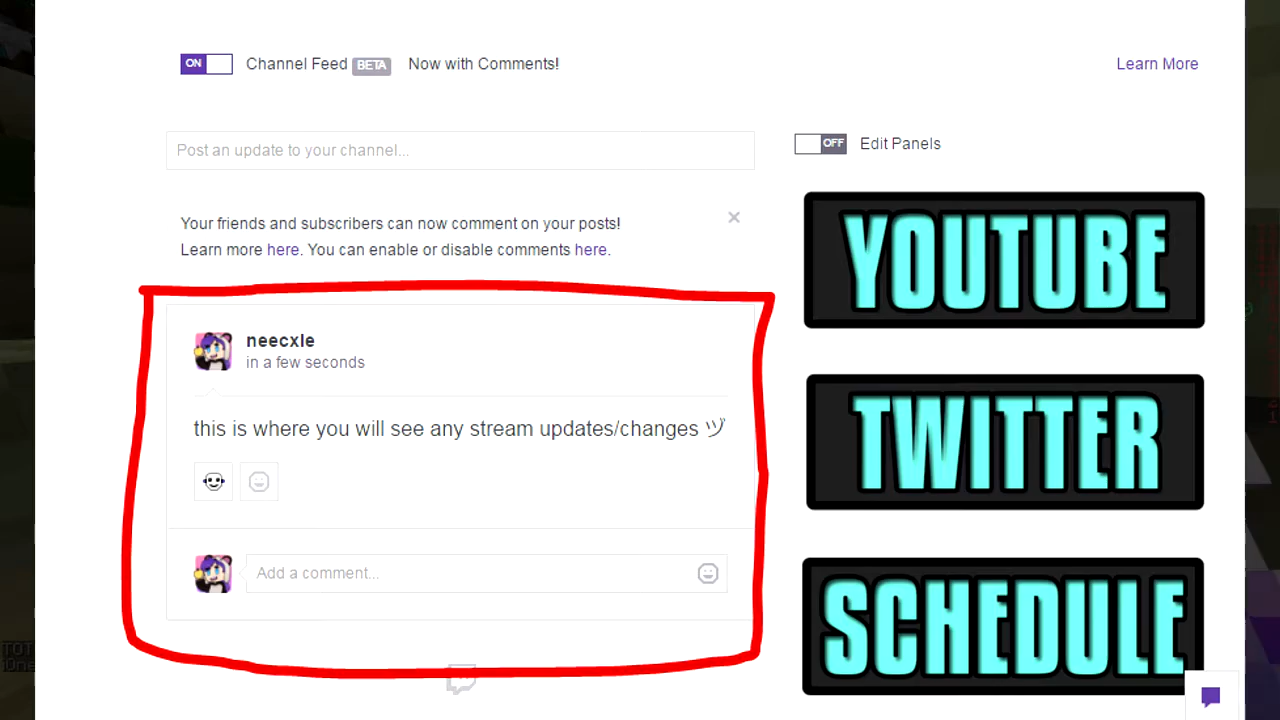 ON Channel Feed BETA Now with Comments! Learn More
Post an update to your channel...
OFF Edit Panels
Your friends and subscribers can now comment on your posts!
Learn more here. You can enable or disable comments here.
YOUTUBE
neecxle
in a few seconds
this is where you will see any stream updates/changes ヅ
TWITTER
Add a comment...
SCHEDULE